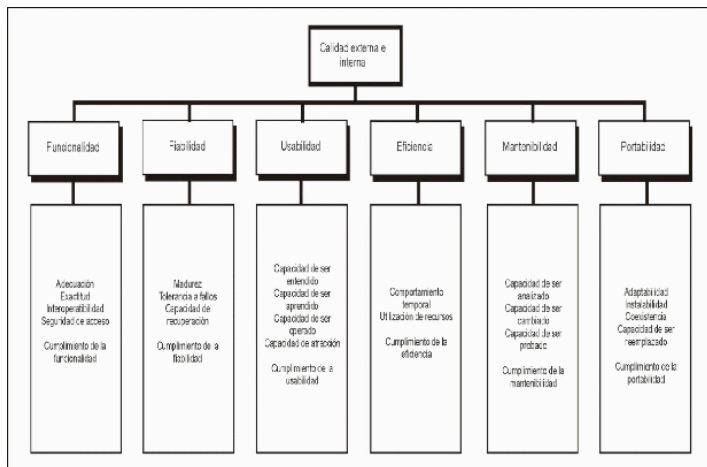 Calidad externa e
interna
Funcionalidad
Fiabilidad
Usabilidad
Eficiencia
Mantenibilidad
Portabilidad
Adecuación
Exactitud
Interoperatibilidad
Seguridad de acceso
Cumplimiento de la
funcionalidad
Madurez
Tolerancia a fallos
Capacidad de
recuperación
Cumplimiento de la
fiabilidad
Capacidad de ser
entendido
Capacidad de ser
aprendido
Capacidad de ser
operado
Capacidad de atracción
Cumplimiento de la
usabilidad
Comportamiento
temporal
Utilización de recursos
Cumplimiento de la
eficiencia
Capacidad de ser
analizado
Capacidad de ser
cambiado
Capacidad de ser
probado
Cumplimiento de la
mantenibilidad
Adaptabilidad
Instalabilidad
Coexistencia
Capacidad de ser
reemplazado
Cumplimiento de la
portabilidad